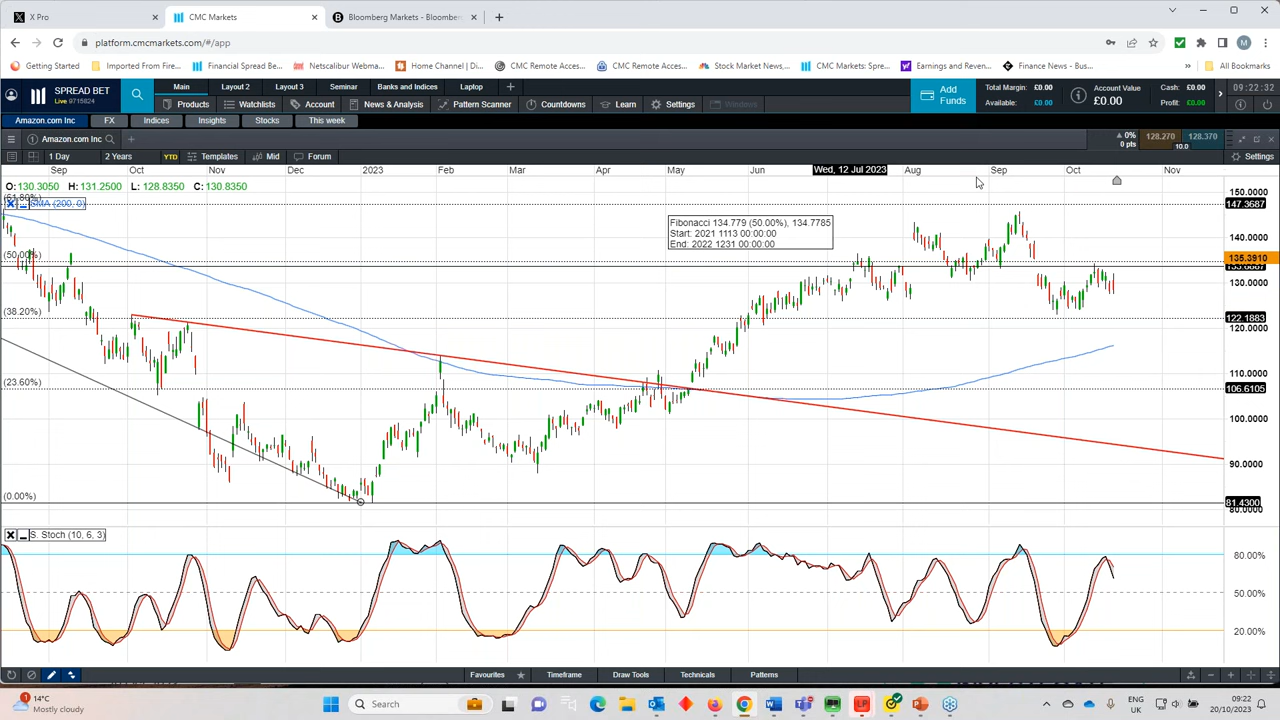 X Pro
CMC Markets
Bloomberg Markets - Bloomber
platform.cmcmarkets.com/#/app
M
Getting Started
Imported From Fire...
Financial Spread Be...
Netscalibur Webma...
Home Channel | Di...
CMC Remote Acces...
CMC Remote Acces...
Stock Market News,...
CMC Markets: Sprea...
Earnings and Reven...
Finance News - Bus...
All Bookmarks
SPREAD BET
Live 9715624
Main
Layout 2
Layout 3
Seminar
Banks and Indices
Laptop
Products
Watchlists
Account
News & Analysis
Pattern Scanner
Countdowns
Learn
Settings
Windows
Add Funds
Total Margin: £0.00
Available: £0.00
Account Value
£0.00
Cash: £0.00
Profit: £0.00
09:22:32
Amazon.com Inc
FX
Indices
Insights
Stocks
This week
1 Amazon.com Inc
0%
0 pts
128.270
10.0
128.370
1 Day
2 Years
YTD
Templates
Mid
Forum
Settings
Sep
Oct
Nov
Dec
2023
Feb
Mar
Apr
May
Jun
Wed, 12 Jul 2023
Aug
Sep
Oct
Nov
O: 130.3050 H: 131.2500 L: 128.8350 C: 130.8350
SMA (200, 0)
Fibonacci 134.779 (50.00%), 134.7785
Start: 2021 1113 00:00:00
End: 2022 1231 00:00:00
(50.00%)
(38.20%)
(23.60%)
(0.00%)
150.0000
147.3687
140.0000
135.3910
130.0000
122.1883
120.0000
110.0000
106.6105
100.0000
90.0000
81.4300
80.0000
S. Stoch (10, 6, 3)
80.00%
50.00%
20.00%
Favourites
Timeframe
Draw Tools
Technicals
Patterns
14°C
Mostly cloudy
Search
ENG
UK
09:22
20/10/2023